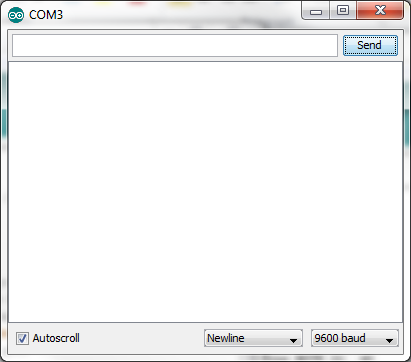 COM3
Send
Autoscroll
Newline
9600 baud